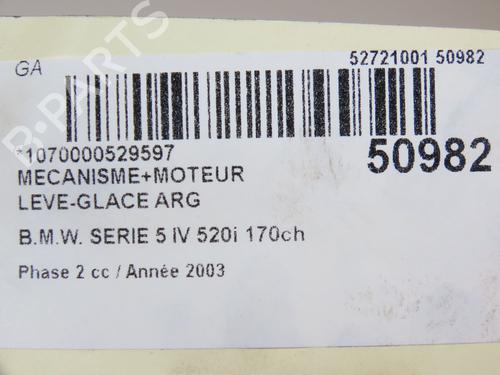 GA
52721001 50982
*1070000529597
50982
MECANISME+MOTEUR
LEVE-GLACE ARG
B.M.W. SERIE 5 IV 520i 170ch
Phase 2 cc / Année 2003
B-PARTS